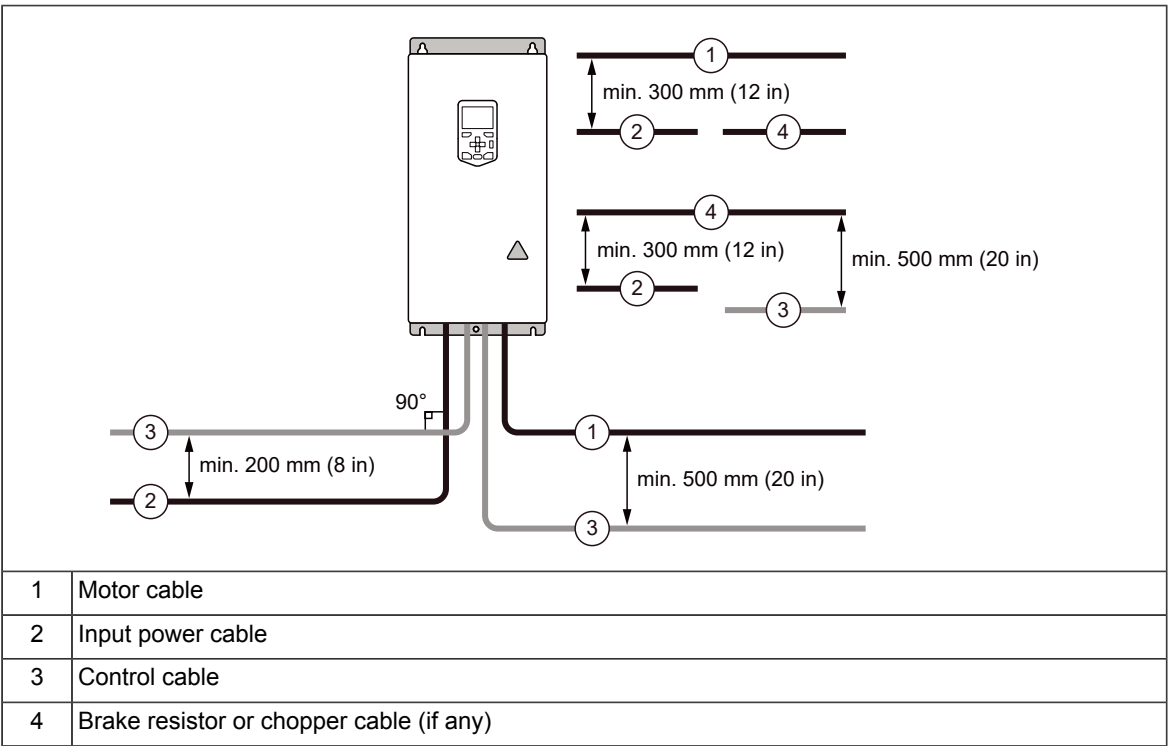 1
min. 300 mm (12 in)
2 4
4
min. 300 mm (12 in) min. 500 mm (20 in)
2
3
90°
3 1
min. 200 mm (8 in) min. 500 mm (20 in)
2
3
1 Motor cable
2 Input power cable
3 Control cable
4 Brake resistor or chopper cable (if any)